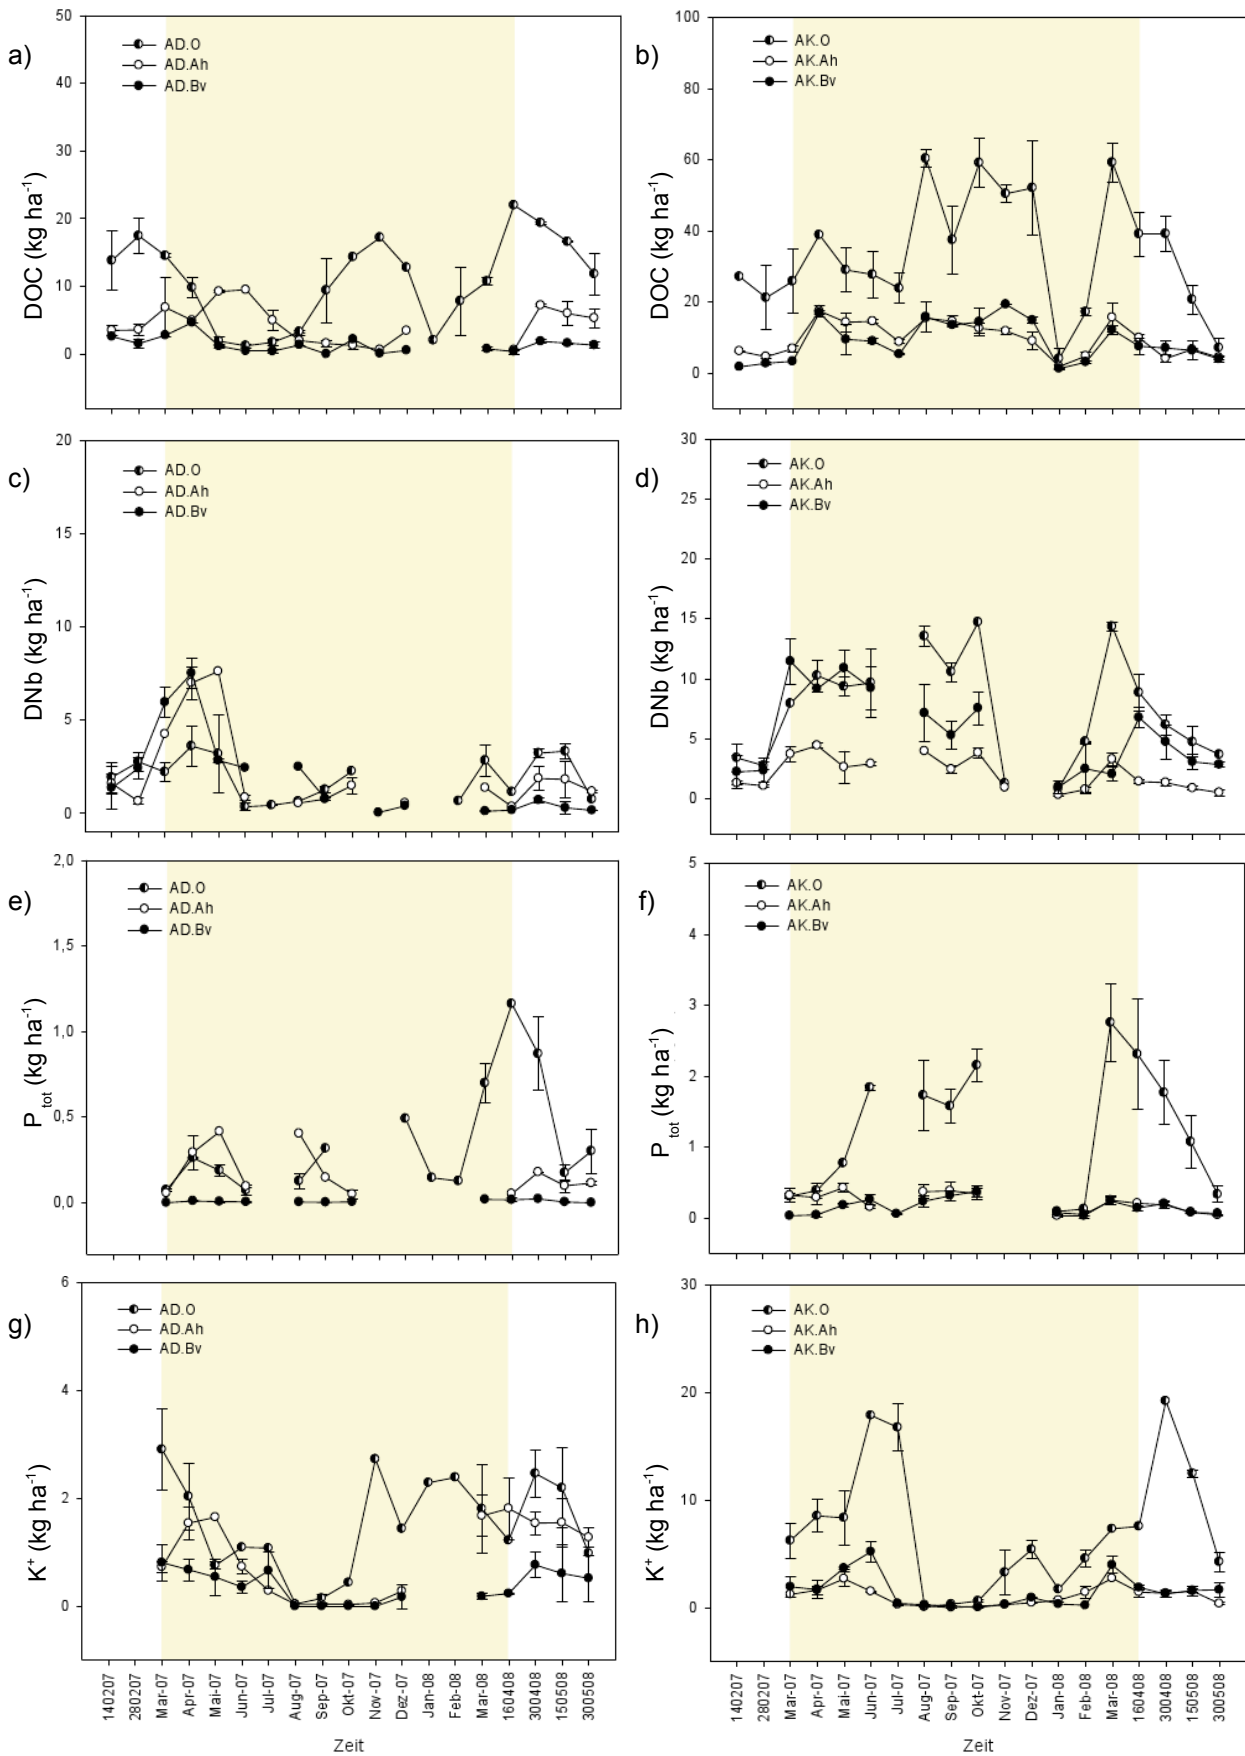 a)
DOC (kg ha⁻¹)
50
40
30
20
10
0
AD.O
AD.Ah
AD.Bv
b)
DOC (kg ha⁻¹)
100
80
60
40
20
0
AK.O
AK.Ah
AK.Bv
c)
DNb (kg ha⁻¹)
20
15
10
5
0
AD.O
AD.Ah
AD.Bv
d)
DNb (kg ha⁻¹)
30
25
20
15
10
5
0
AK.O
AK.Ah
AK.Bv
e)
P tot (kg ha⁻¹)
2,0
1,5
1,0
0,5
0,0
AD.O
AD.Ah
AD.Bv
f)
P tot (kg ha⁻¹)
5
4
3
2
1
0
AK.O
AK.Ah
AK.Bv
g)
K⁺ (kg ha⁻¹)
6
4
2
0
AD.O
AD.Ah
AD.Bv
140207
280207
Mar-07
Apr-07
Mai-07
Jun-07
Jul-07
Aug-07
Sep-07
Okt-07
Nov-07
Dez-07
Jan-08
Feb-08
Mar-08
160408
300408
150508
300508
Zeit
h)
K⁺ (kg ha⁻¹)
30
20
10
0
AK.O
AK.Ah
AK.Bv
140207
280207
Mar-07
Apr-07
Mai-07
Jun-07
Jul-07
Aug-07
Sep-07
Okt-07
Nov-07
Dez-07
Jan-08
Feb-08
Mar-08
160408
300408
150508
300508
Zeit